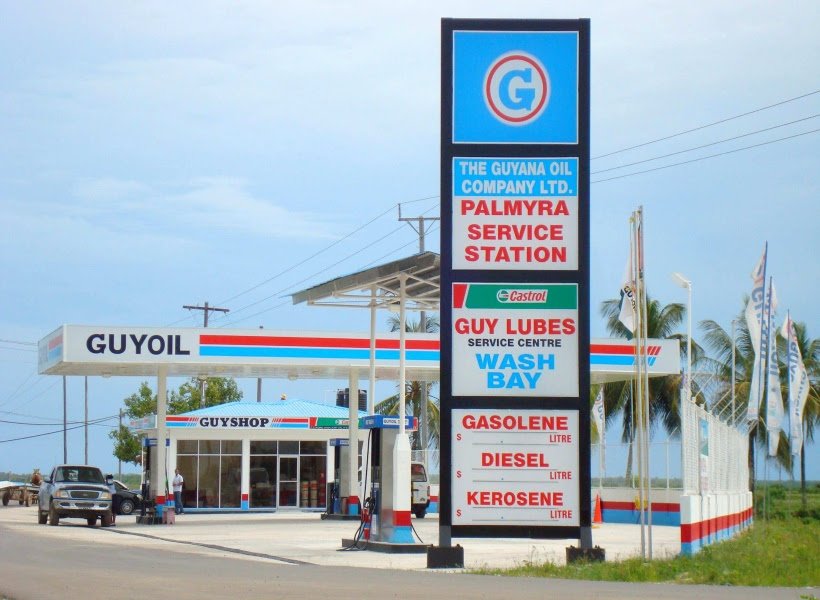 G
THE GUYANA OIL
COMPANY LTD.
PALMYRA
SERVICE
STATION
Castrol
GUY LUBES
SERVICE CENTRE
WASH
BAY
GASOLENE
$ LITRE
DIESEL
$ LITRE
KEROSENE
$ LITRE
GUYOIL
GUYSHOP